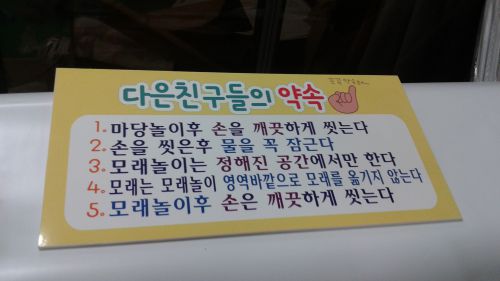 다은친구들의 약속
1. 마당놀이후 손을 깨끗하게 씻는다
2. 손을 씻은후 물을 꼭 잠근다
3. 모래놀이는 정해진 공간에서만 한다
4. 모래는 모래놀이 영역바깥으로 모래를 옮기지 않는다
5. 모래놀이후 손은 깨끗하게 씻는다